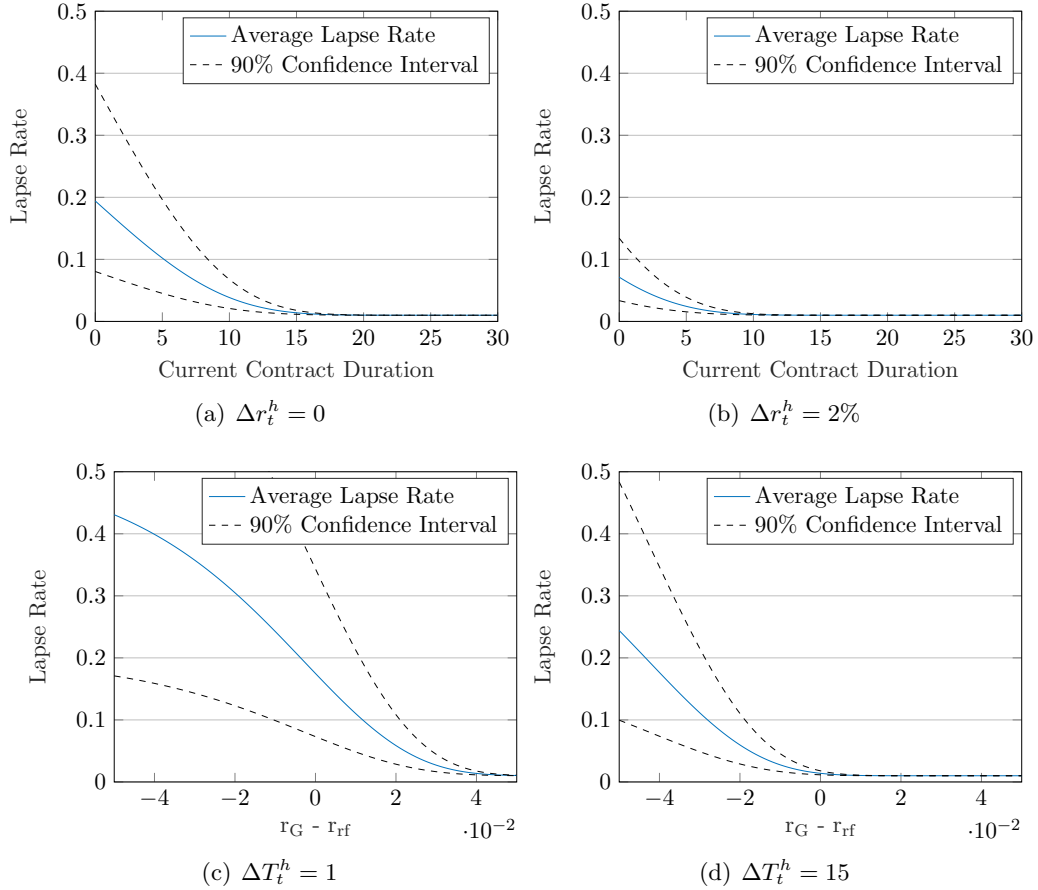 0.5
0.4
0.3
0.2
0.1
0
Lapse Rate
Average Lapse Rate
90% Confidence Interval
0 5 10 15 20 25 30
Current Contract Duration
(a) Δr_t^h = 0
0.5
0.4
0.3
0.2
0.1
0
Lapse Rate
Average Lapse Rate
90% Confidence Interval
0 5 10 15 20 25 30
Current Contract Duration
(b) Δr_t^h = 2%
0.5
0.4
0.3
0.2
0.1
0
Lapse Rate
Average Lapse Rate
90% Confidence Interval
−4 −2 0 2 4
r_G - r_rf
·10^−2
(c) ΔT_t^h = 1
0.5
0.4
0.3
0.2
0.1
0
Lapse Rate
Average Lapse Rate
90% Confidence Interval
−4 −2 0 2 4
r_G - r_rf
·10^−2
(d) ΔT_t^h = 15